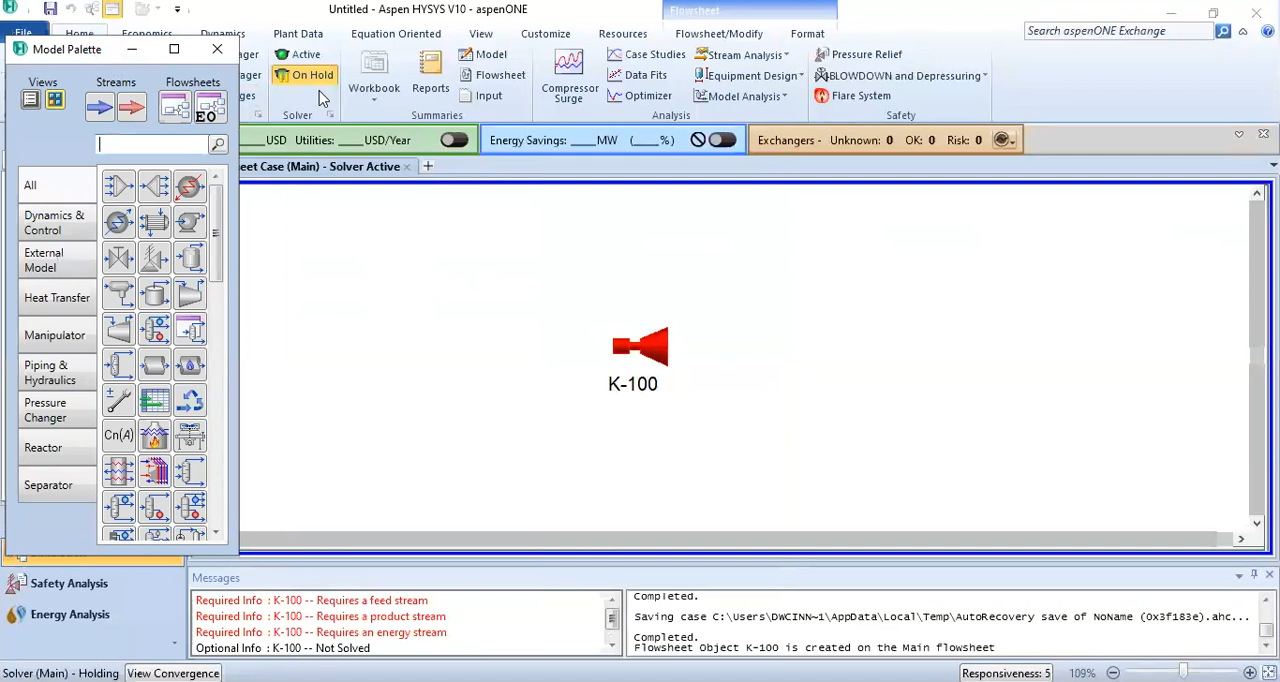 Untitled - Aspen HYSYS V10 - aspenONE
Flowsheet
File
Home
Economics
Dynamics
Plant Data
Equation Oriented
View
Customize
Resources
Flowsheet/Modify
Format
Search aspenONE Exchange
Model Palette
Active
On Hold
Solver
Workbook
Reports
Model
Flowsheet
Input
Summaries
Compressor
Surge
Case Studies
Data Fits
Optimizer
Stream Analysis
Equipment Design
Model Analysis
Analysis
Pressure Relief
BLOWDOWN and Depressuring
Flare System
Safety
Views
Streams
Flowsheets
EO
USD Utilities: ____USD/Year
Energy Savings: ____MW (____%)
Exchangers - Unknown: 0 OK: 0 Risk: 0
eet Case (Main) - Solver Active
All
Dynamics &
Control
External
Model
Heat Transfer
Manipulator
Piping &
Hydraulics
Pressure
Changer
Reactor
Separator
Cn(A)
K-100
Safety Analysis
Energy Analysis
Messages
Required Info : K-100 -- Requires a feed stream
Required Info : K-100 -- Requires a product stream
Required Info : K-100 -- Requires an energy stream
Optional Info : K-100 -- Not Solved
Completed.
Saving case C:\Users\DWCINN~1\AppData\Local\Temp\AutoRecovery save of NoName (0x3f183e).ahc...
Completed.
Flowsheet Object K-100 is created on the Main flowsheet
Solver (Main) - Holding
View Convergence
Responsiveness: 5
109%